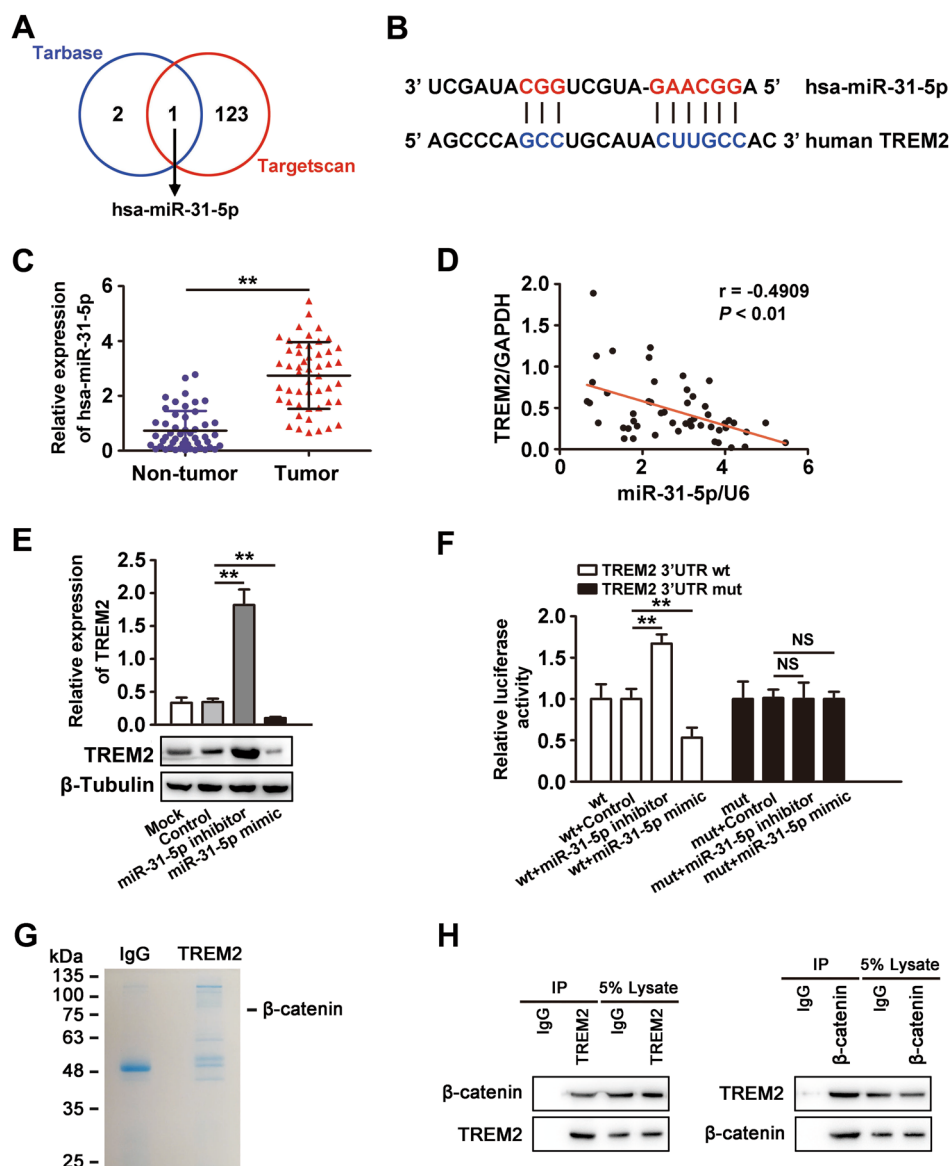 A
Tarbase
2 1 123
Targetscan
hsa-miR-31-5p
B
3’ UCGAUACGGUCGUA-GAACGGA 5’ hsa-miR-31-5p
5’ AGCCCAGCCUGCAUACUUGCCAC 3’ human TREM2
C
Relative expression
of hsa-miR-31-5p
6
4
2
0
**
Non-tumor Tumor
D
TREM2/GAPDH
2.0
1.5
1.0
0.5
0.0
r = -0.4909
P < 0.01
0 2 4 6
miR-31-5p/U6
E
Relative expression
of TREM2
2.5
2.0
1.5
1.0
0.5
0.0
**
**
TREM2
β-Tubulin
Mock
Control
miR-31-5p inhibitor
miR-31-5p mimic
F
TREM2 3’UTR wt
TREM2 3’UTR mut
Relative luciferase
activity
2.0
1.5
1.0
0.5
0.0
**
**
NS
NS
wt
wt+Control
wt+miR-31-5p inhibitor
wt+miR-31-5p mimic
mut
mut+Control
mut+miR-31-5p inhibitor
mut+miR-31-5p mimic
G
kDa IgG TREM2
135
100
75
63
48
35
25
β-catenin
H
IP 5% Lysate
IgG TREM2 IgG TREM2
β-catenin
TREM2
IP 5% Lysate
IgG β-catenin IgG β-catenin
TREM2
β-catenin